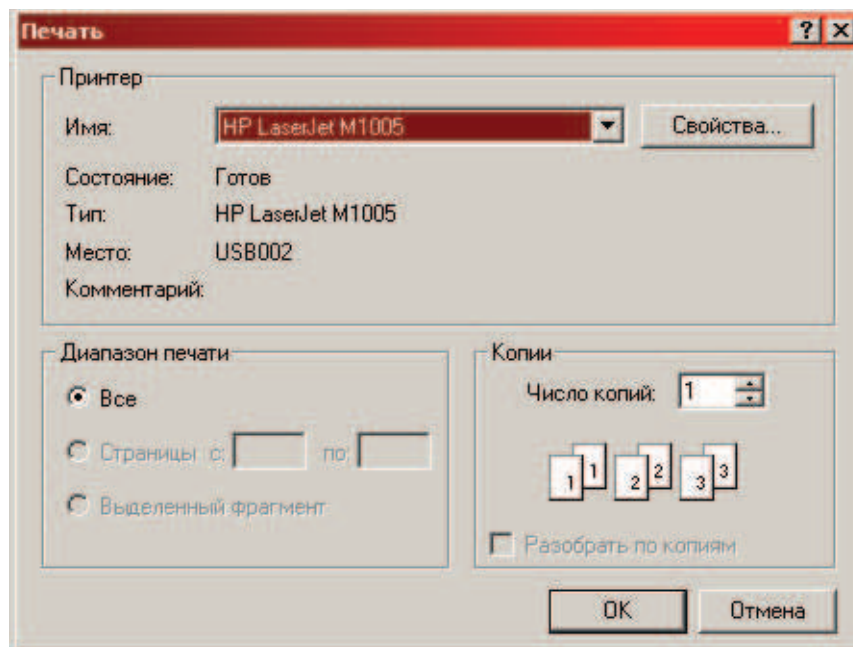 Печать
Принтер
Имя: HP LaserJet M1005 Свойства...
Состояние: Готов
Тип: HP LaserJet M1005
Место: USB002
Комментарий:
Диапазон печати
Все
Страницы с: по:
Выделенный фрагмент
Копии
Число копий: 1
1 1 2 2 3 3
Разобрать по копиям
OK Отмена